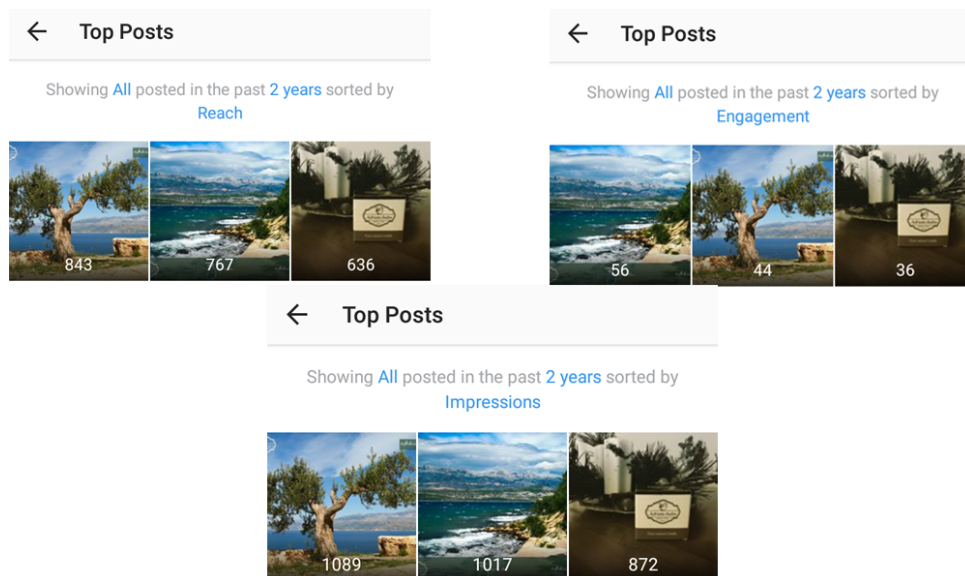 Top Posts
Showing All posted in the past 2 years sorted by
Reach
843
767
636
Top Posts
Showing All posted in the past 2 years sorted by
Engagement
56
44
36
Top Posts
Showing All posted in the past 2 years sorted by
Impressions
1089
1017
872